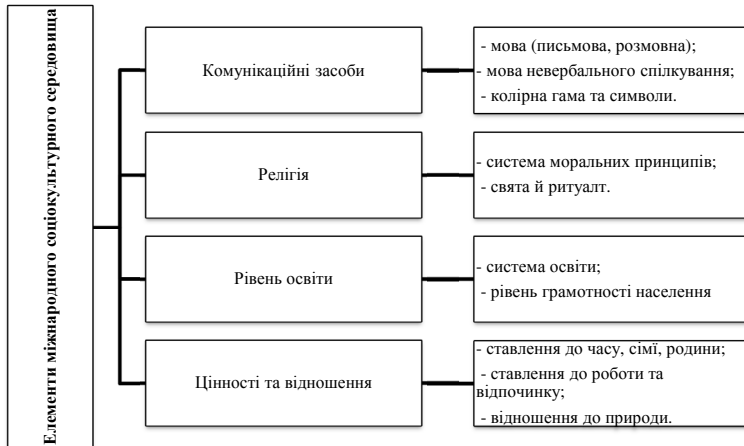 Елементи міжнародного соціокультурного середовища
Комунікаційні засоби
- мова (письмова, розмовна);
- мова невербального спілкування;
- колірна гама та символи.
Релігія
- система моральних принципів;
- свята й ритуалт.
Рівень освіти
- система освіти;
- рівень грамотності населення
Цінності та відношення
- ставлення до часу, сімї, родини;
- ставлення до роботи та
відпочинку;
- відношення до природи.